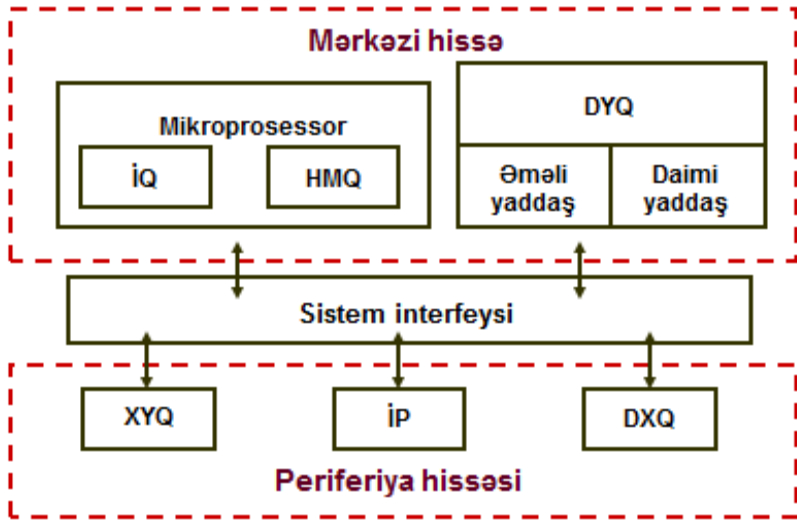 Mərkəzi hissə
Mikroprosessor
İQ
HMQ
DYQ
Əməli
yaddaş
Daimi
yaddaş
Sistem interfeysi
XYQ
İP
DXQ
Periferiya hissəsi